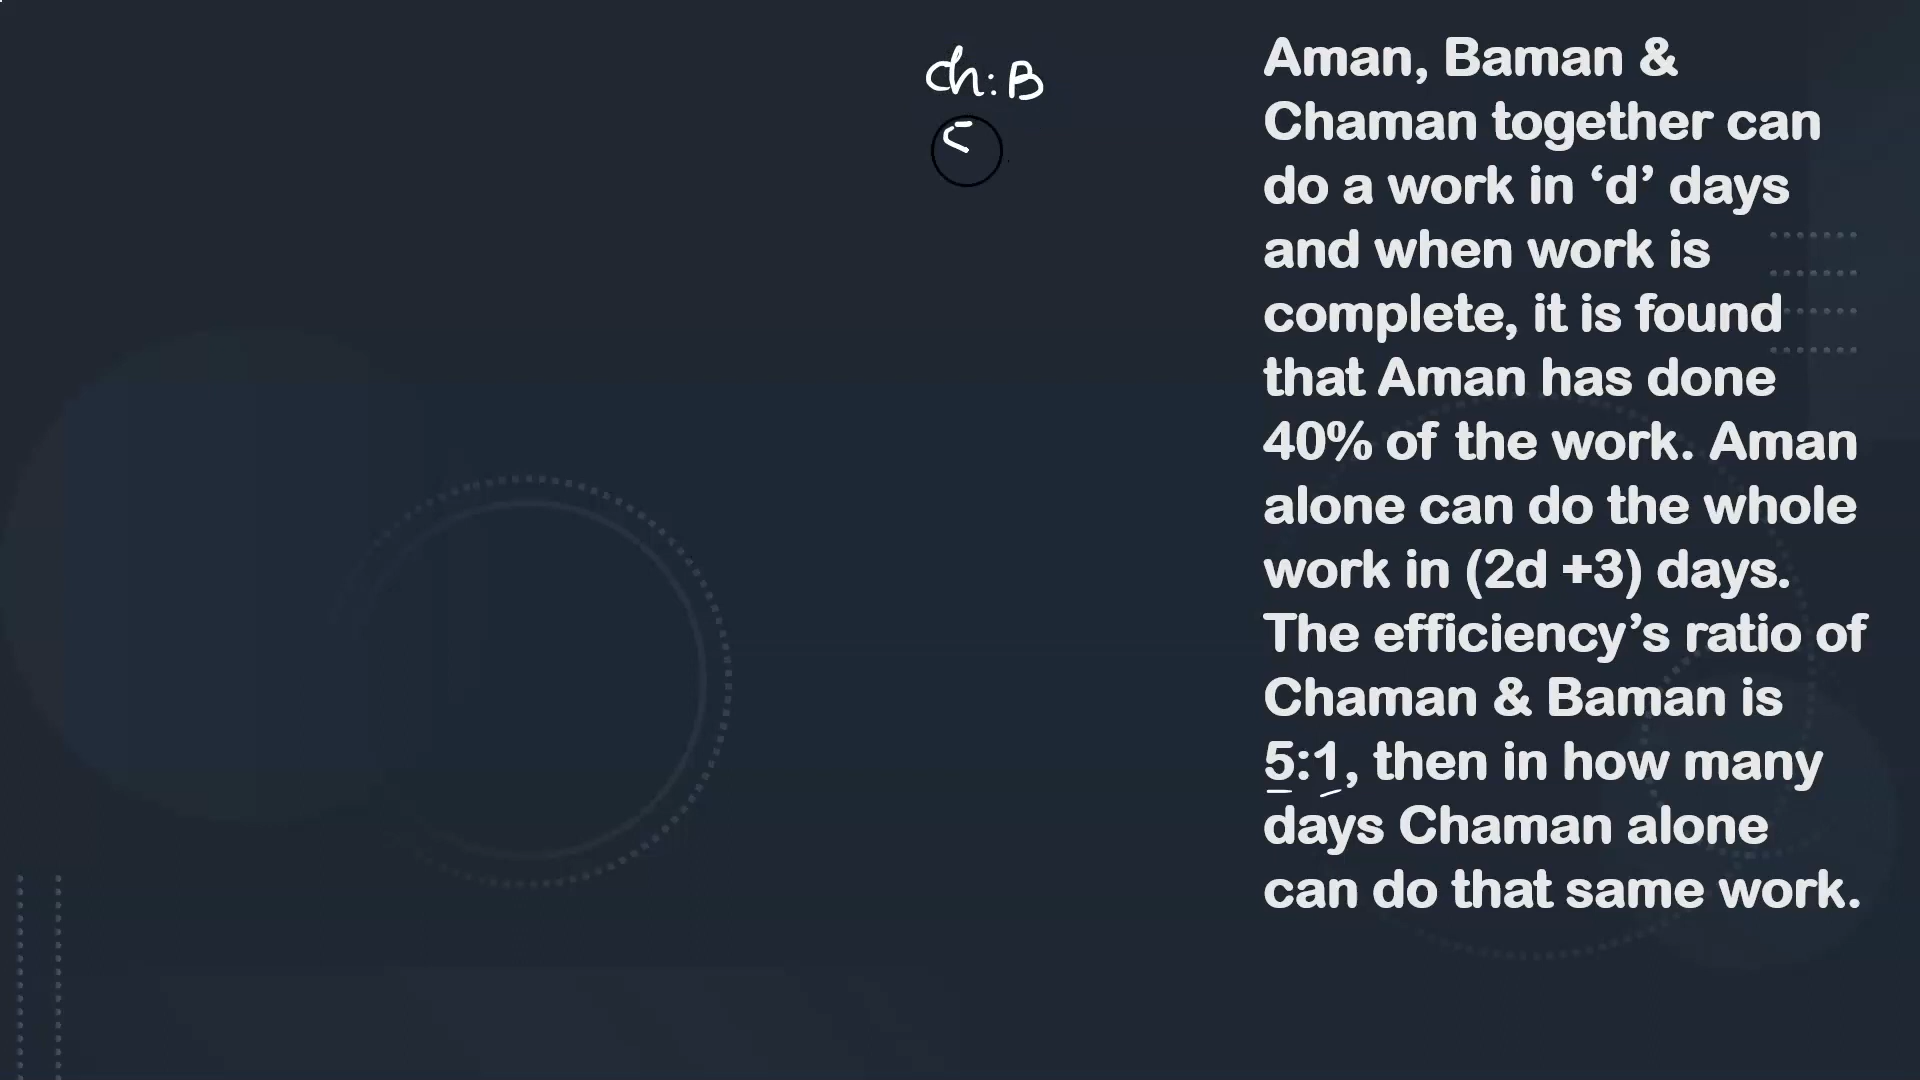 ch:B
5
Aman, Baman &
Chaman together can
do a work in ‘d’ days
and when work is
complete, it is found
that Aman has done
40% of the work. Aman
alone can do the whole
work in (2d +3) days.
The efficiency’s ratio of
Chaman & Baman is
5:1, then in how many
days Chaman alone
can do that same work.